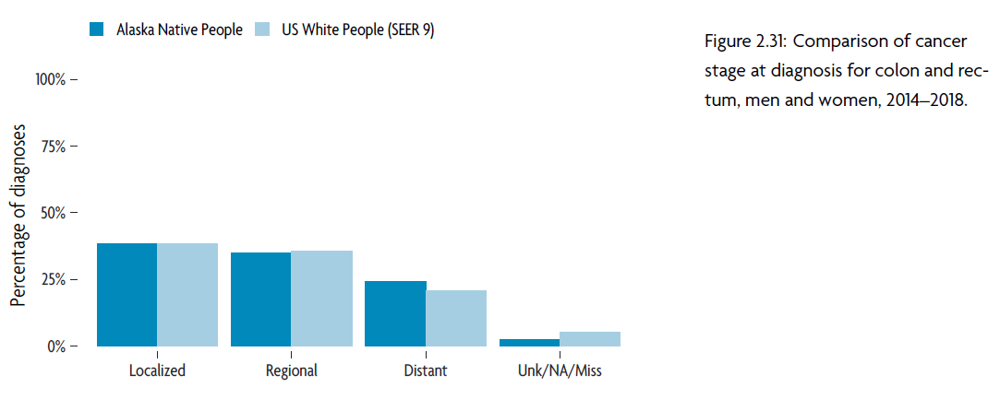 Alaska Native People US White People (SEER 9)
Figure 2.31: Comparison of cancer
stage at diagnosis for colon and rec-
tum, men and women, 2014–2018.
Percentage of diagnoses
100%
75%
50%
25%
0%
Localized Regional Distant Unk/NA/Miss